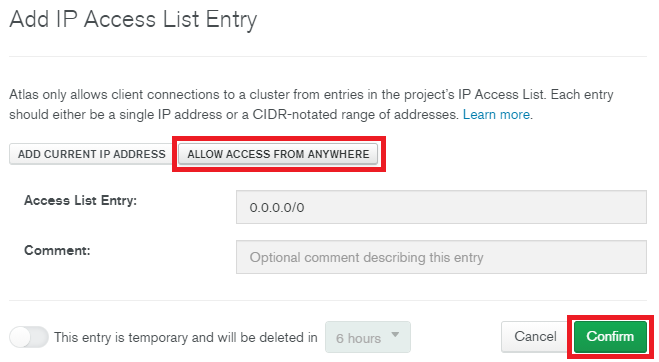 Add IP Access List Entry
Atlas only allows client connections to a cluster from entries in the project's IP Access List. Each entry
should either be a single IP address or a CIDR-notated range of addresses. Learn more.
ADD CURRENT IP ADDRESS ALLOW ACCESS FROM ANYWHERE
Access List Entry: 0.0.0.0/0
Comment: Optional comment describing this entry
This entry is temporary and will be deleted in 6 hours Cancel Confirm